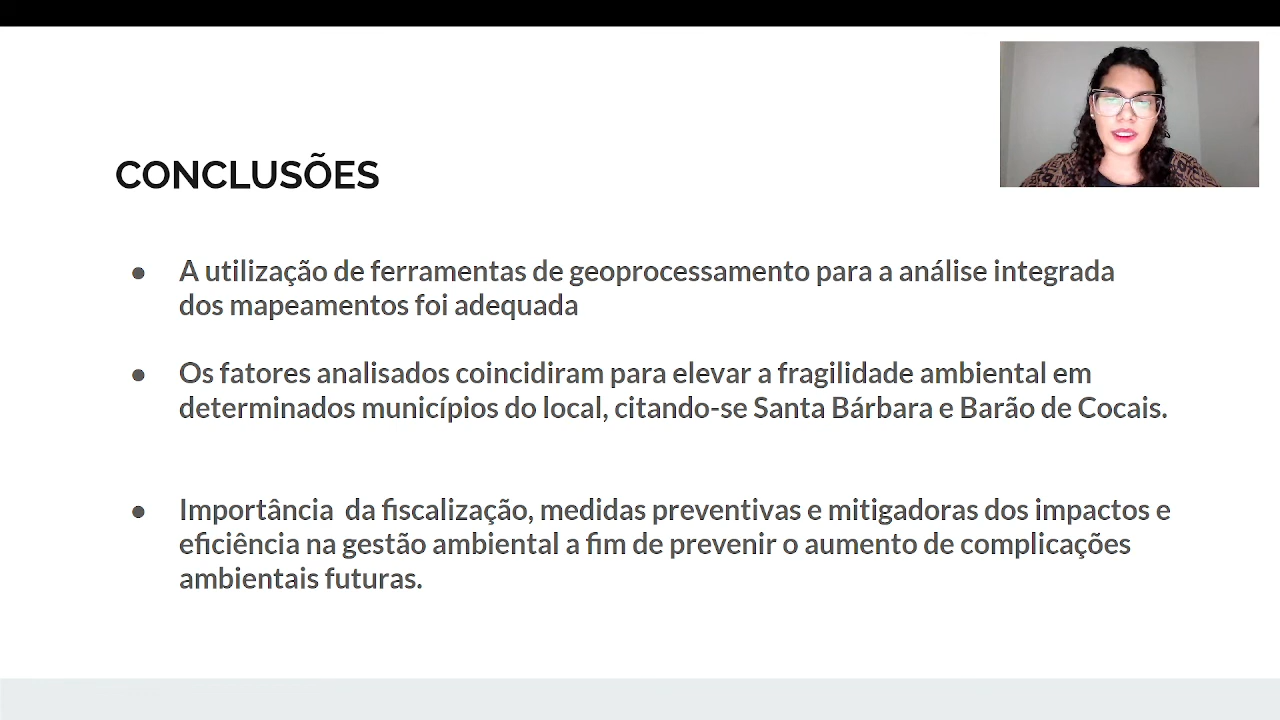 CONCLUSÕES
A utilização de ferramentas de geoprocessamento para a análise integrada
dos mapeamentos foi adequada
Os fatores analisados coincidiram para elevar a fragilidade ambiental em
determinados municípios do local, citando-se Santa Bárbara e Barão de Cocais.
Importância  da fiscalização, medidas preventivas e mitigadoras dos impactos e
eficiência na gestão ambiental a fim de prevenir o aumento de complicações
ambientais futuras.